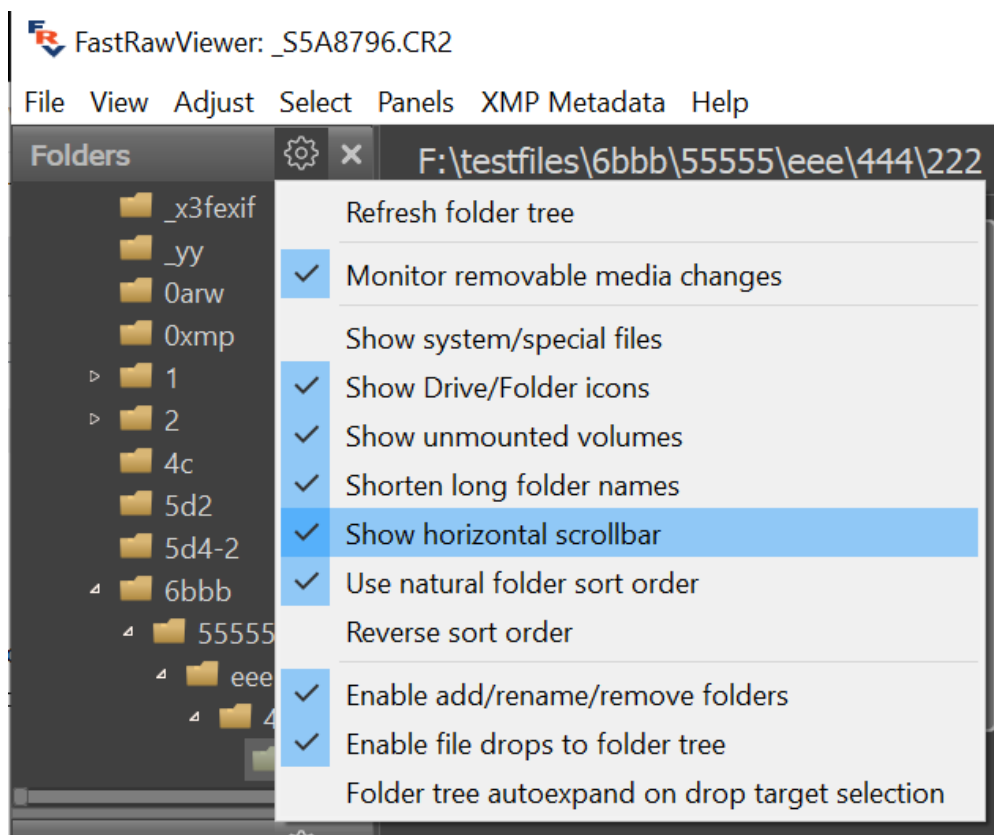 FastRawViewer: _S5A8796.CR2
File View Adjust Select Panels XMP Metadata Help
Folders
F:\testfiles\6bbb\55555\eee\444\222
_x3fexif
_yy
0arw
0xmp
1
2
4c
5d2
5d4-2
6bbb
55555
eee
4
Refresh folder tree
Monitor removable media changes
Show system/special files
Show Drive/Folder icons
Show unmounted volumes
Shorten long folder names
Show horizontal scrollbar
Use natural folder sort order
Reverse sort order
Enable add/rename/remove folders
Enable file drops to folder tree
Folder tree autoexpand on drop target selection